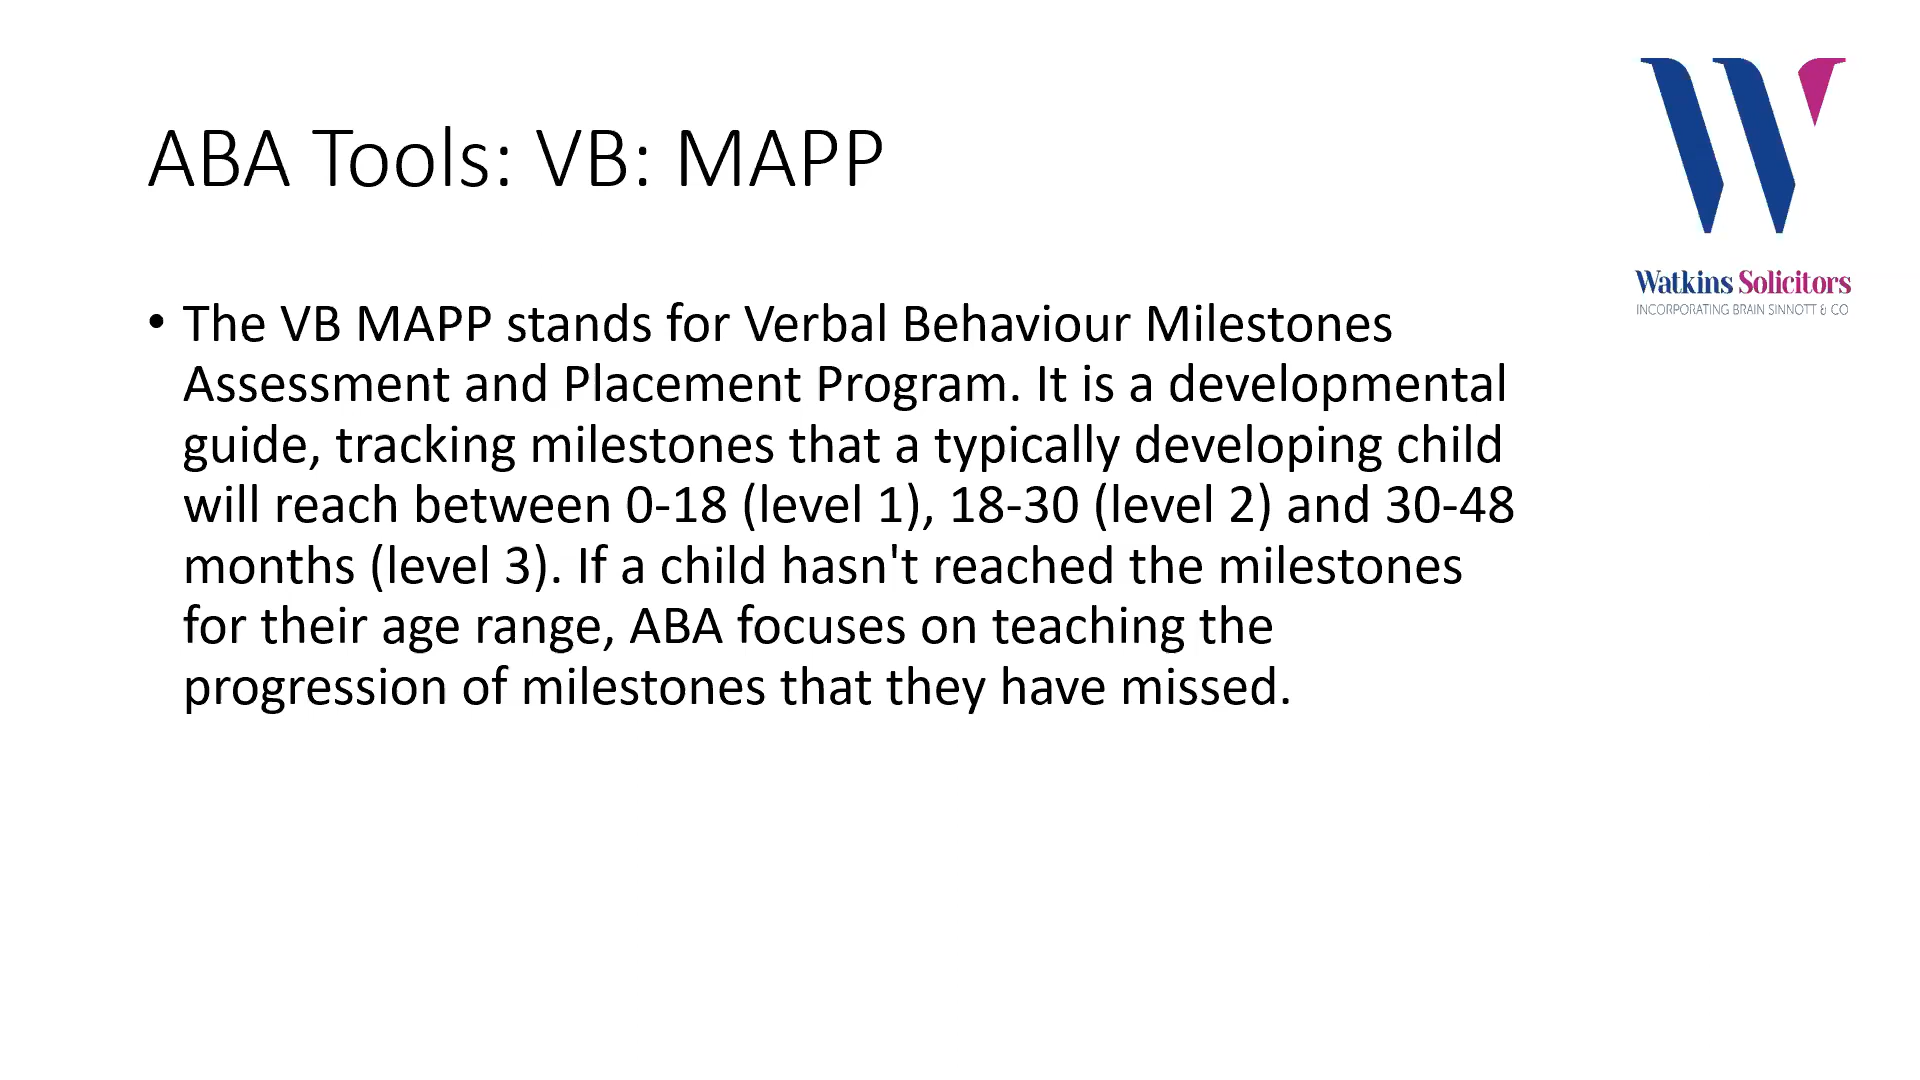 ABA Tools: VB: MAPP
Watkins Solicitors
INCORPORATING BRAIN SINNOTT & CO
• The VB MAPP stands for Verbal Behaviour Milestones
Assessment and Placement Program. It is a developmental
guide, tracking milestones that a typically developing child
will reach between 0-18 (level 1), 18-30 (level 2) and 30-48
months (level 3). If a child hasn't reached the milestones
for their age range, ABA focuses on teaching the
progression of milestones that they have missed.